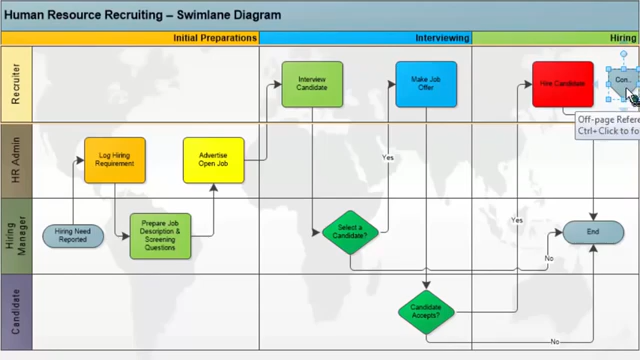 Human Resource Recruiting – Swimlane Diagram
Initial Preparations
Interviewing
Hiring
Recruiter
Interview
Candidate
Make Job
Offer
Hire Candidate
Con..
Off-page Refere
Ctrl+Click to fo
HR Admin
Log Hiring
Requirement
Advertise
Open Job
Yes
Hiring
Manager
Hiring Need
Reported
Prepare Job
Description &
Screening
Questions
Select a
Candidate?
Yes
End
No
Candidate
Candidate
Accepts?
No